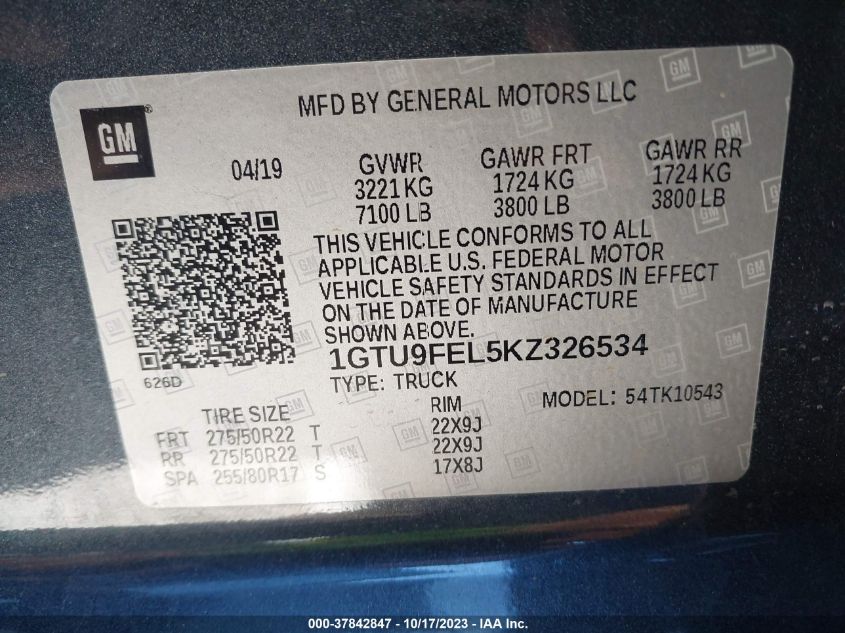 MFD BY GENERAL MOTORS LLC
GM
®
04/19
GVWR
3221 KG
7100 LB
GAWR FRT
1724 KG
3800 LB
GAWR RR
1724 KG
3800 LB
THIS VEHICLE CONFORMS TO ALL
APPLICABLE U.S. FEDERAL MOTOR
VEHICLE SAFETY STANDARDS IN EFFECT
ON THE DATE OF MANUFACTURE
SHOWN ABOVE.
1GTU9FEL5KZ326534
626D
TYPE: TRUCK
MODEL: 54TK10543
TIRE SIZE RIM
FRT 275/50R22 T 22X9J
RR 275/50R22 T 22X9J
SPA 255/80R17 S 17X8J
000-37842847 - 10/17/2023 - IAA Inc.